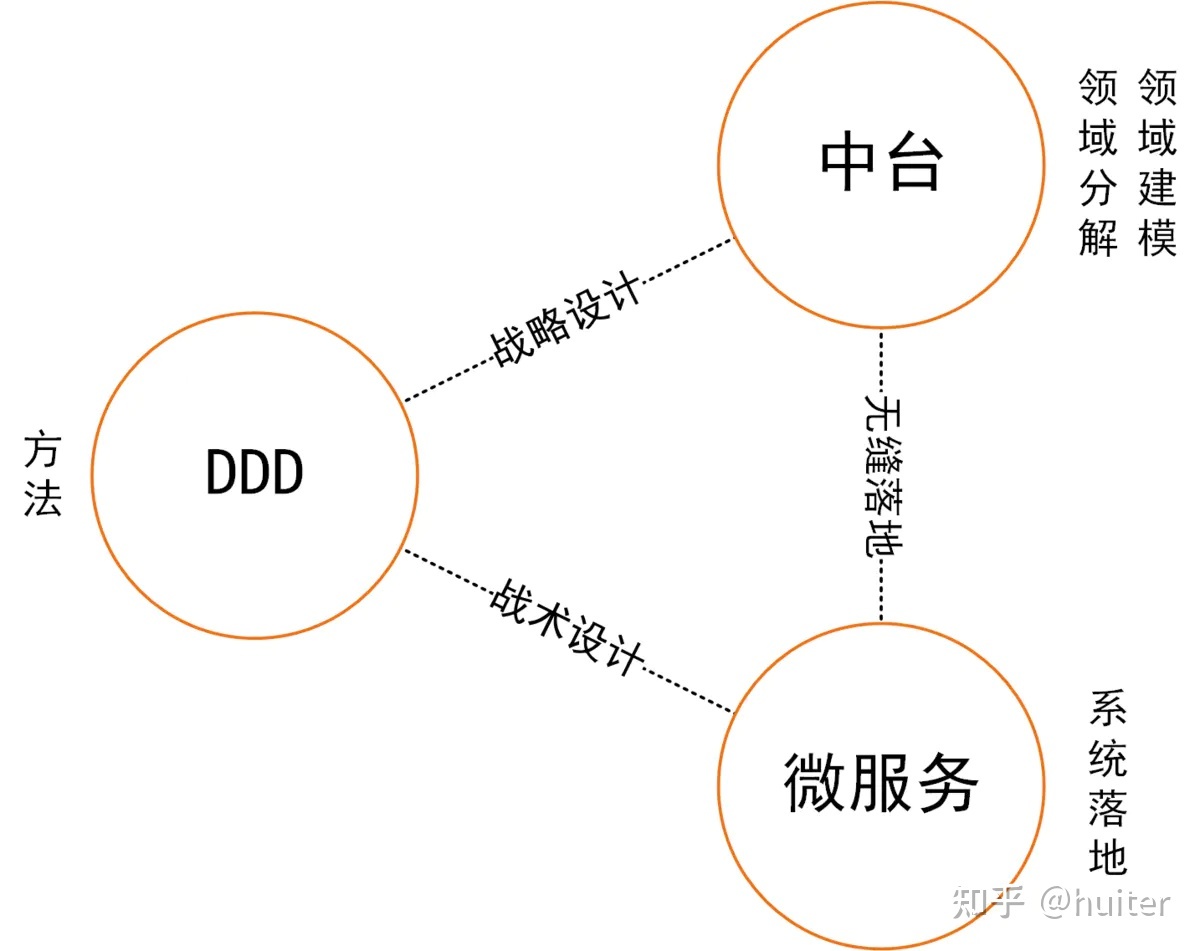 中台
领域建模
领域分解
战略设计
方法
DDD
无缝落地
战术设计
微服务
系统落地
知乎 @huiter